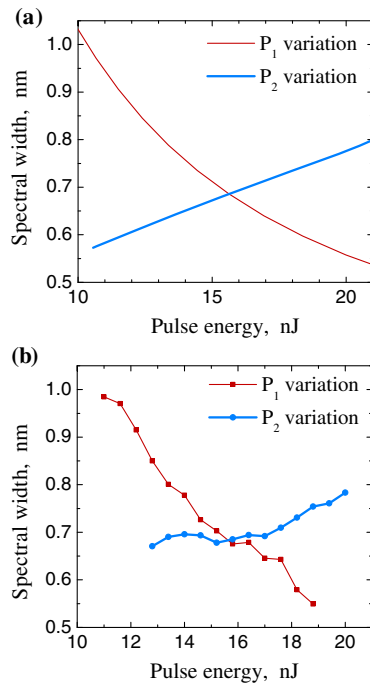 (a)
1.0
0.9
0.8
0.7
0.6
0.5
Spectral width, nm
P₁ variation
P₂ variation
10 15 20
Pulse energy, nJ
(b)
1.0
0.9
0.8
0.7
0.6
0.5
Spectral width, nm
P₁ variation
P₂ variation
10 12 14 16 18 20
Pulse energy, nJ